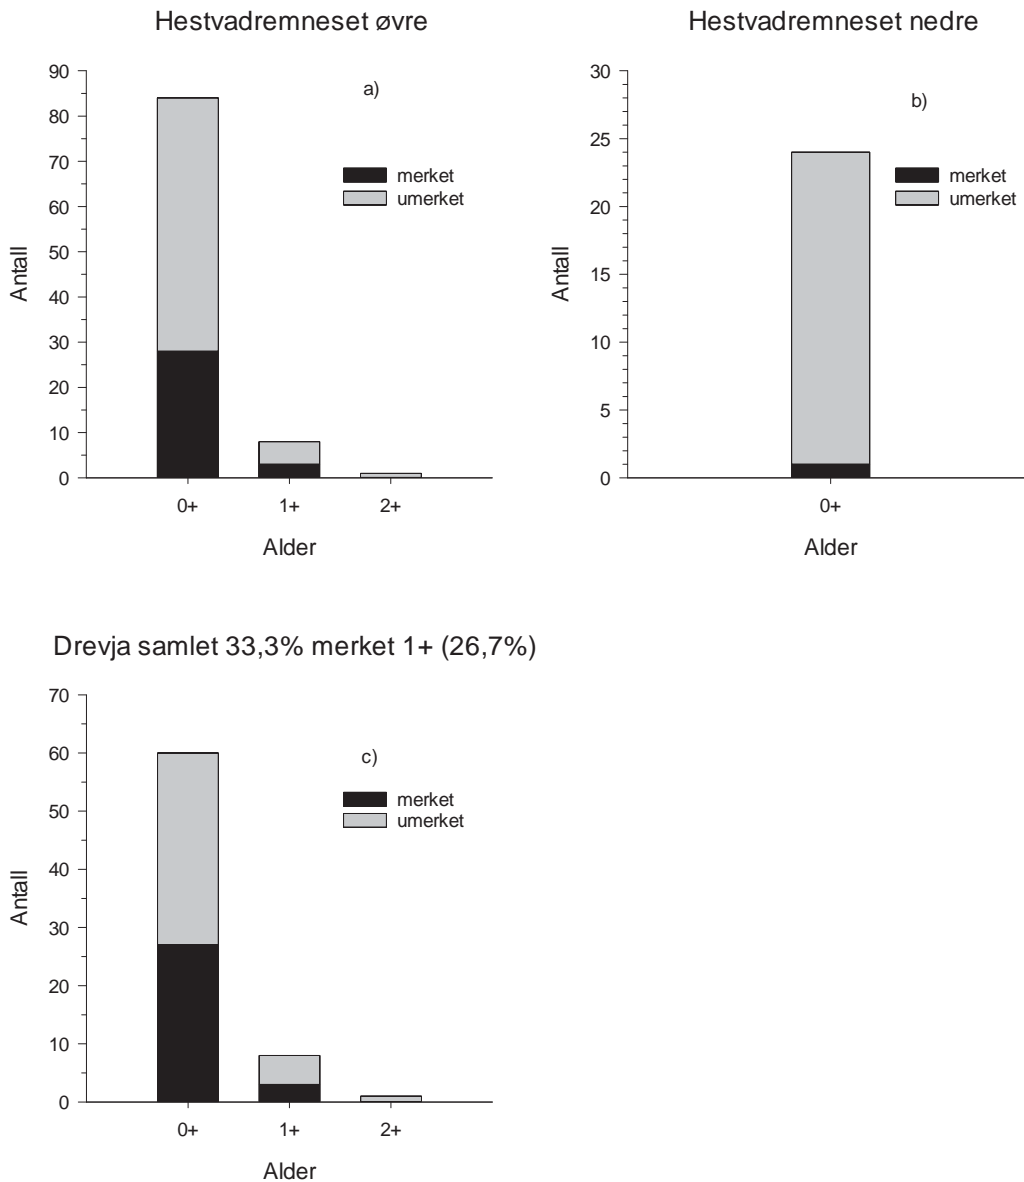 Hestvadremneset øvre
a)
merket
umerket
Antall
90
80
70
60
50
40
30
20
10
0
0+ 1+ 2+
Alder
Hestvadremneset nedre
b)
merket
umerket
Antall
30
25
20
15
10
5
0
0+
Alder
Drevja samlet 33,3% merket 1+ (26,7%)
c)
merket
umerket
Antall
70
60
50
40
30
20
10
0
0+ 1+ 2+
Alder